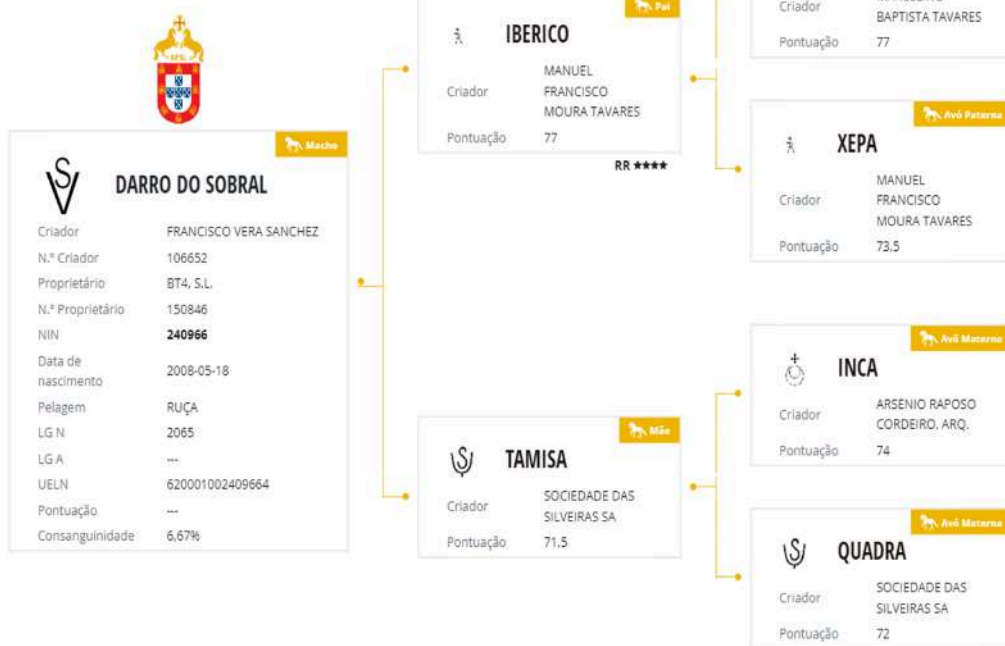 APSL
Macho
DARRO DO SOBRAL
Criador FRANCISCO VERA SANCHEZ
N.º Criador 106652
Proprietário BT4, S.L.
N.º Proprietário 150846
NIN 240966
Data de
nascimento 2008-05-18
Pelagem RUÇA
LG N 2065
LG A ---
UELN 620001002409664
Pontuação ---
Consanguinidade 6,67%
Pai
IBERICO
MANUEL
Criador FRANCISCO
MOURA TAVARES
Pontuação 77
RR ★★★★
Mãe
TAMISA
Criador SOCIEDADE DAS
SILVEIRAS SA
Pontuação 71,5
Criador
BAPTISTA TAVARES
Pontuação 77
Avó Paterna
XEPA
MANUEL
Criador FRANCISCO
MOURA TAVARES
Pontuação 73,5
Avô Materno
INCA
Criador ARSENIO RAPOSO
CORDEIRO. ARQ.
Pontuação 74
Avó Materna
QUADRA
Criador SOCIEDADE DAS
SILVEIRAS SA
Pontuação 72